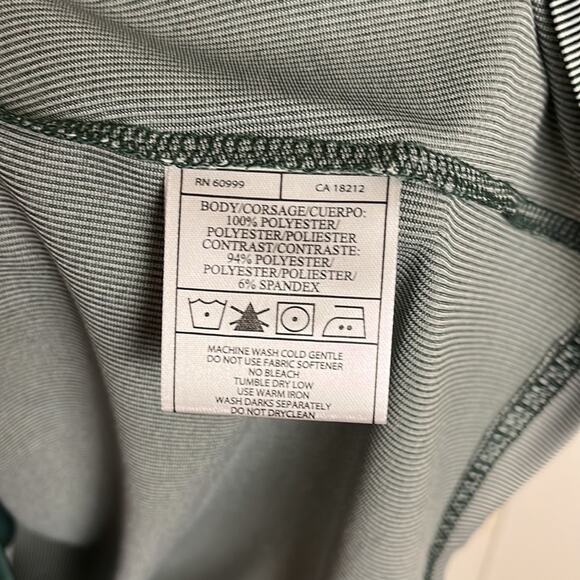 RN 60999 CA 18212
BODY/CORSAGE/CUERPO:
100% POLYESTER/
POLYESTER/POLIESTER
CONTRAST/CONTRASTE:
94% POLYESTER/
POLYESTER/POLIESTER/
6% SPANDEX
MACHINE WASH COLD GENTLE
DO NOT USE FABRIC SOFTENER
NO BLEACH
TUMBLE DRY LOW
USE WARM IRON
WASH DARKS SEPARATELY
DO NOT DRYCLEAN